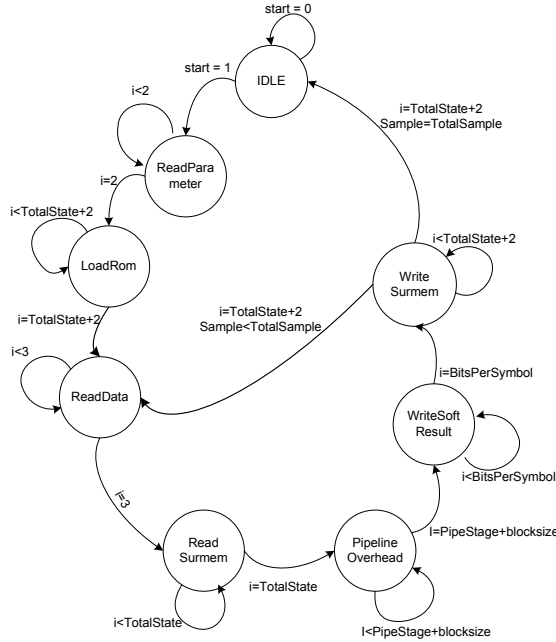 start = 0
IDLE
start = 1
i<2
i=TotalState+2
Sample=TotalSample
ReadPara
meter
i=2
i<TotalState+2
LoadRom
i<TotalState+2
Write
Surmem
i=TotalState+2
i=TotalState+2
Sample<TotalSample
i<3
ReadData
i=BitsPerSymbol
WriteSoft
Result
i<BitsPerSymbol
i=3
Read
Surmem
Pipeline
Overhead
I=PipeStage+blocksize
i=TotalState
i<TotalState
I<PipeStage+blocksize